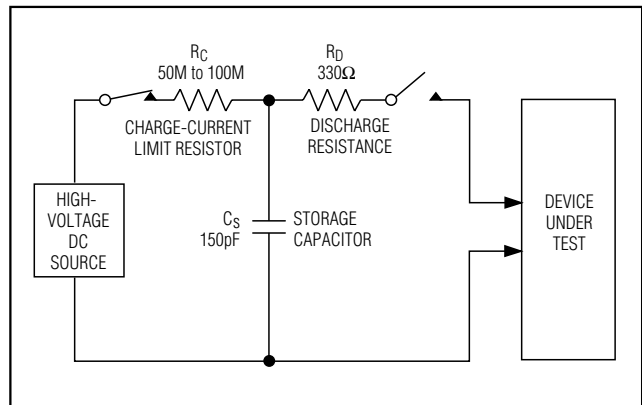 R_C
50M to 100M
CHARGE-CURRENT
LIMIT RESISTOR
R_D
330Ω
DISCHARGE
RESISTANCE
HIGH-
VOLTAGE
DC
SOURCE
C_S
150pF
STORAGE
CAPACITOR
DEVICE
UNDER
TEST